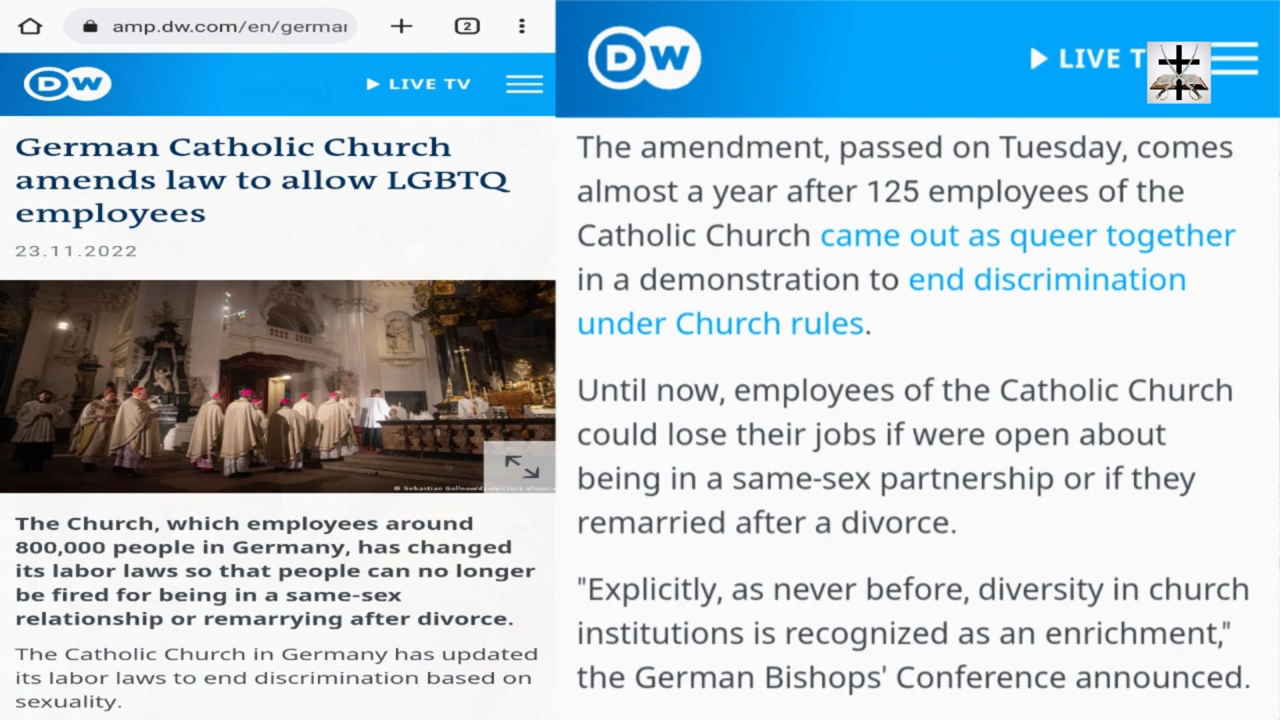 amp.dw.com/en/germa
2
DW
LIVE TV
German Catholic Church
amends law to allow LGBTQ
employees
23.11.2022
© Sebastian Gollnow/dpa/picture alliance
The Church, which employees around
800,000 people in Germany, has changed
its labor laws so that people can no longer
be fired for being in a same-sex
relationship or remarrying after divorce.
The Catholic Church in Germany has updated
its labor laws to end discrimination based on
sexuality.
DW
LIVE T
The amendment, passed on Tuesday, comes
almost a year after 125 employees of the
Catholic Church came out as queer together
in a demonstration to end discrimination
under Church rules.
Until now, employees of the Catholic Church
could lose their jobs if were open about
being in a same-sex partnership or if they
remarried after a divorce.
"Explicitly, as never before, diversity in church
institutions is recognized as an enrichment,"
the German Bishops' Conference announced.